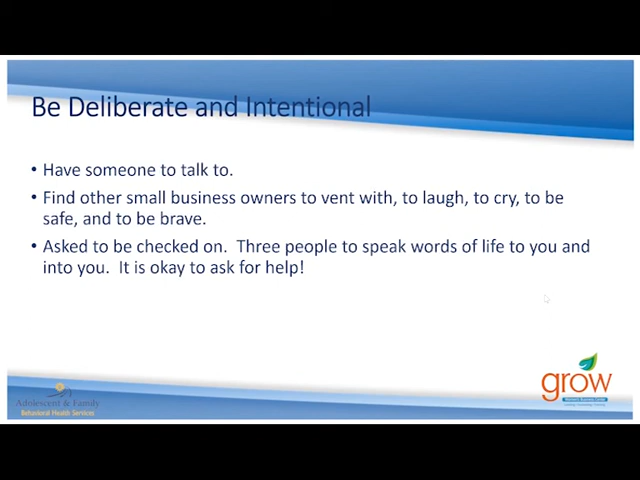 Be Deliberate and Intentional
• Have someone to talk to.
• Find other small business owners to vent with, to laugh, to cry, to be
safe, and to be brave.
• Asked to be checked on.  Three people to speak words of life to you and
into you.  It is okay to ask for help!
Adolescent & Family
Behavioral Health Services
grow
Women's Business Center